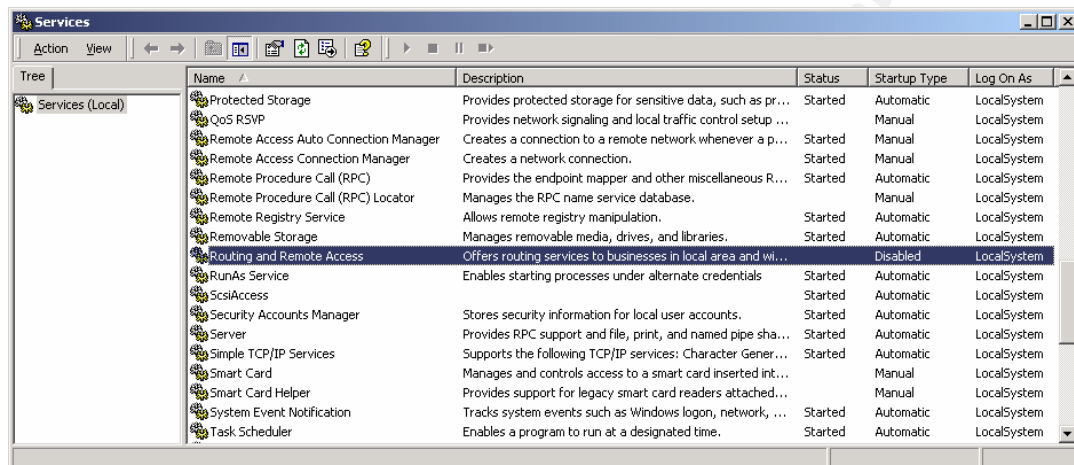 Services
Action View
Tree
Services (Local)
Name Description Status Startup Type Log On As
Protected Storage Provides protected storage for sensitive data, such as pr... Started Automatic LocalSystem
QoS RSVP Provides network signaling and local traffic control setup ... Manual LocalSystem
Remote Access Auto Connection Manager Creates a connection to a remote network whenever a p... Started Manual LocalSystem
Remote Access Connection Manager Creates a network connection. Started Manual LocalSystem
Remote Procedure Call (RPC) Provides the endpoint mapper and other miscellaneous R... Started Automatic LocalSystem
Remote Procedure Call (RPC) Locator Manages the RPC name service database. Manual LocalSystem
Remote Registry Service Allows remote registry manipulation. Started Automatic LocalSystem
Removable Storage Manages removable media, drives, and libraries. Started Automatic LocalSystem
Routing and Remote Access Offers routing services to businesses in local area and wi... Disabled LocalSystem
RunAs Service Enables starting processes under alternate credentials Started Automatic LocalSystem
ScsiAccess Started Automatic LocalSystem
Security Accounts Manager Stores security information for local user accounts. Started Automatic LocalSystem
Server Provides RPC support and file, print, and named pipe sha... Started Automatic LocalSystem
Simple TCP/IP Services Supports the following TCP/IP services: Character Gener... Started Automatic LocalSystem
Smart Card Manages and controls access to a smart card inserted int... Manual LocalSystem
Smart Card Helper Provides support for legacy smart card readers attached... Manual LocalSystem
System Event Notification Tracks system events such as Windows logon, network, ... Started Automatic LocalSystem
Task Scheduler Enables a program to run at a designated time. Started Automatic LocalSystem